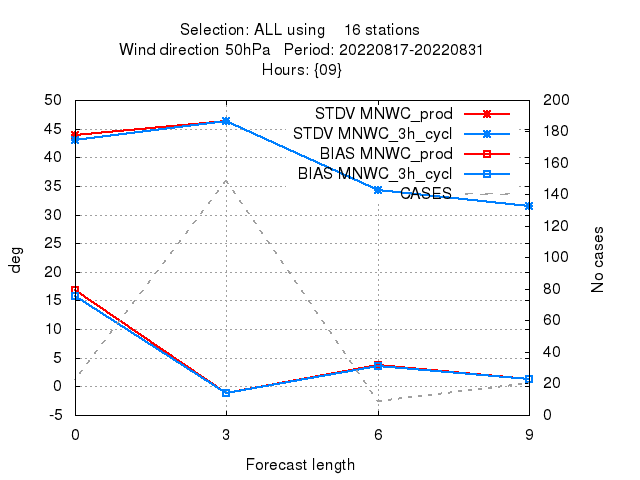 Selection: ALL using    16 stations
Wind direction 50hPa   Period: 20220817-20220831
Hours: {09}
STDV MNWC_prod
STDV MNWC_3h_cycl
BIAS MNWC_prod
BIAS MNWC_3h_cycl
CASES
50
45
40
35
30
25
20
15
10
5
0
-5
deg
200
180
160
140
120
100
80
60
40
20
0
No cases
0 3 6 9
Forecast length